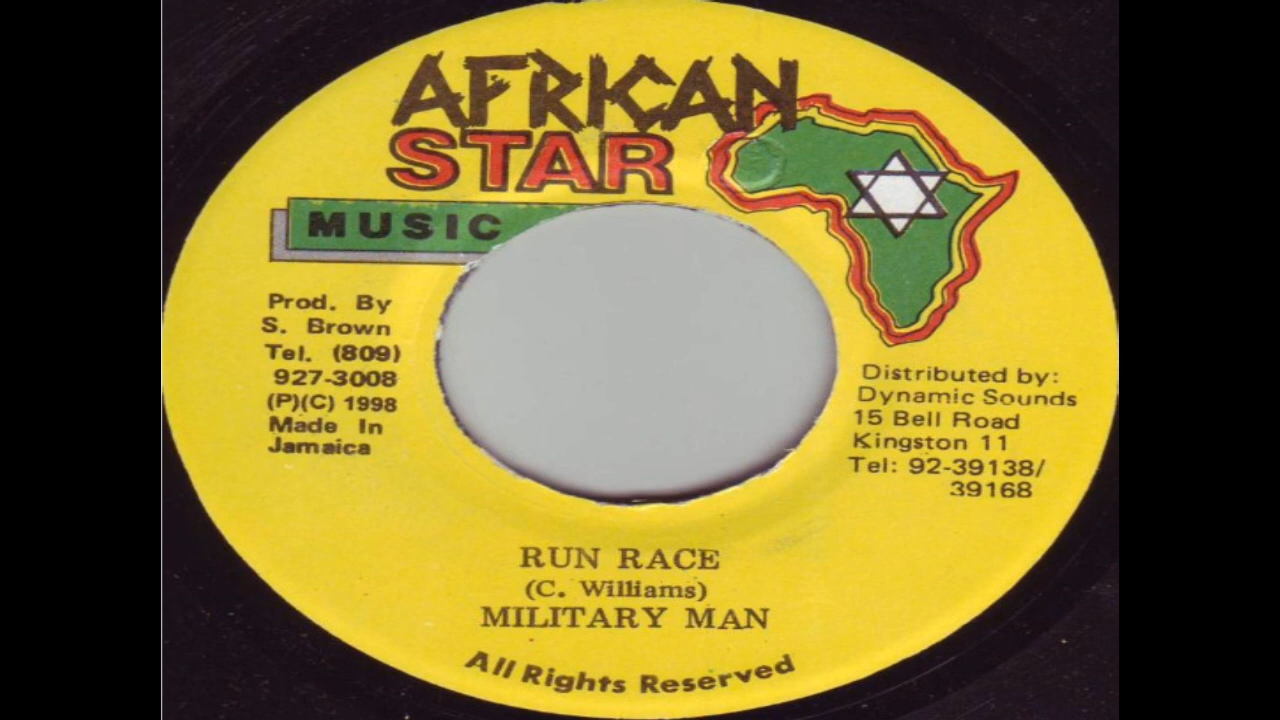 AFRICAN
STAR
MUSIC
Prod. By
S. Brown
Tel. (809)
927-3008
(P)(C) 1998
Made In
Jamaica
Distributed by:
Dynamic Sounds
15 Bell Road
Kingston 11
Tel: 92-39138/
39168
RUN RACE
(C. Williams)
MILITARY MAN
All Rights Reserved